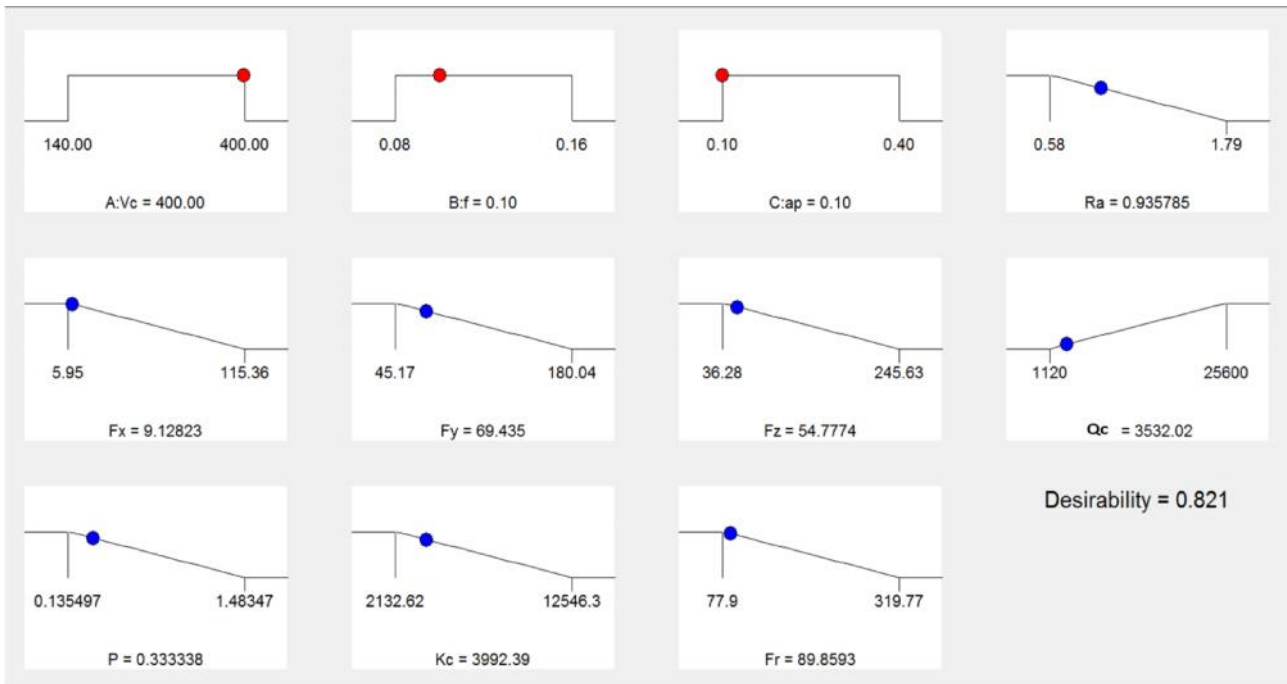 140.00 400.00
A:Vc = 400.00
0.08 0.16
B:f = 0.10
0.10 0.40
C:ap = 0.10
0.58 1.79
Ra = 0.935785
5.95 115.36
Fx = 9.12823
45.17 180.04
Fy = 69.435
36.28 245.63
Fz = 54.7774
1120 25600
Qc = 3532.02
0.135497 1.48347
P = 0.333338
2132.62 12546.3
Kc = 3992.39
77.9 319.77
Fr = 89.8593
Desirability = 0.821